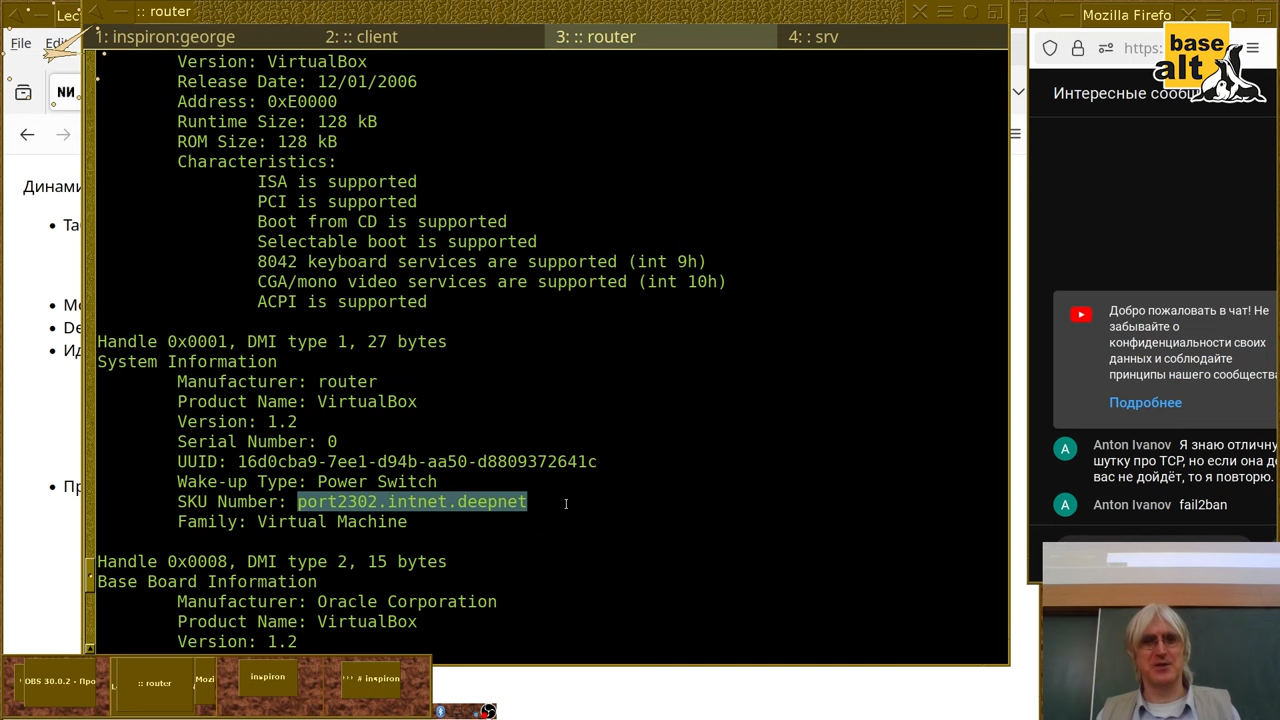 Lec
:: router
Mozilla Firefo
1: inspiron:george
2: :: client
3: :: router
4: :: srv
File
Edi
https:
base
alt
Интересные сообщ
Version: VirtualBox
Release Date: 12/01/2006
Address: 0xE0000
Runtime Size: 128 kB
ROM Size: 128 kB
Characteristics:
ISA is supported
PCI is supported
Boot from CD is supported
Selectable boot is supported
8042 keyboard services are supported (int 9h)
CGA/mono video services are supported (int 10h)
ACPI is supported
Handle 0x0001, DMI type 1, 27 bytes
System Information
Manufacturer: router
Product Name: VirtualBox
Version: 1.2
Serial Number: 0
UUID: 16d0cba9-7ee1-d94b-aa50-d8809372641c
Wake-up Type: Power Switch
SKU Number: port2302.intnet.deepnet
Family: Virtual Machine
Handle 0x0008, DMI type 2, 15 bytes
Base Board Information
Manufacturer: Oracle Corporation
Product Name: VirtualBox
Version: 1.2
Динами
Та
Мо
De
Ид
Пр
Добро пожаловать в чат! Не
забывайте о
конфиденциальности своих
данных и соблюдайте
принципы нашего сообщества
Подробнее
Anton Ivanov Я знаю отличну
шутку про TCP, но если она до
вас не дойдёт, то я повторю.
Anton Ivanov fail2ban
OBS 30.0.2 - Про
:: router
Mozi
inspiron
# inspiron